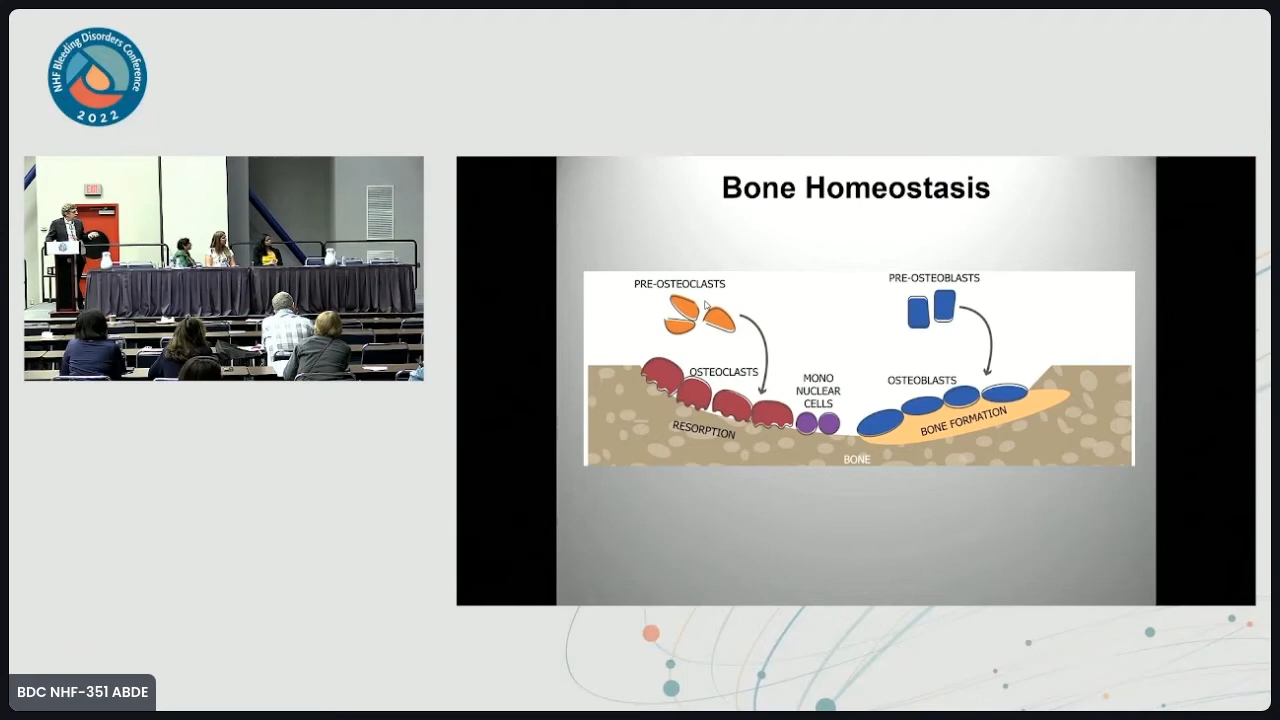 NHF Bleeding Disorders Conference
2022
EXIT
Bone Homeostasis
PRE-OSTEOCLASTS
PRE-OSTEOBLASTS
OSTEOCLASTS
MONO
NUCLEAR
CELLS
OSTEOBLASTS
RESORPTION
BONE FORMATION
BONE
BDC NHF-351 ABDE